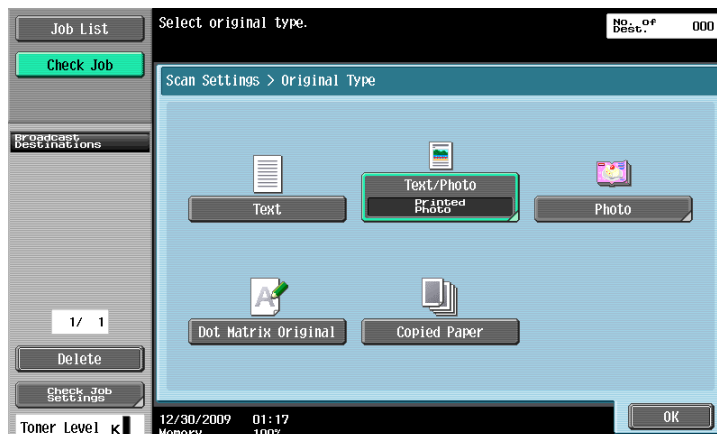 Job List
Check Job
Broadcast
Destinations
1/ 1
Delete
Check Job
Settings
Toner Level K
Select original type.
No. of
Dest. 000
Scan Settings > Original Type
Text
Text/Photo
Printed
Photo
Photo
Dot Matrix Original
Copied Paper
OK
12/30/2009 01:17
Memory 100%